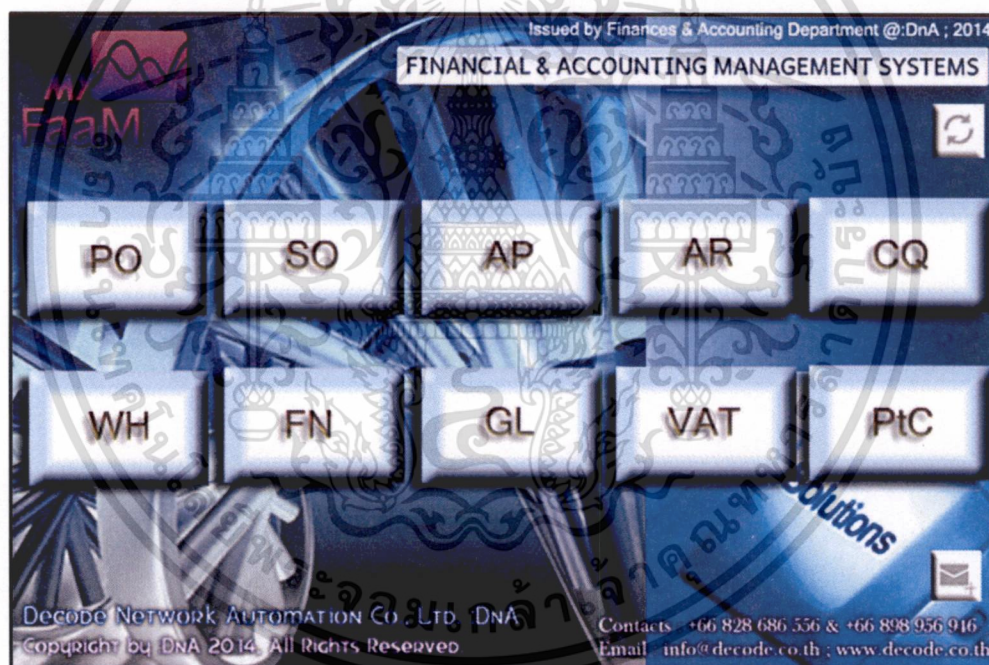 Issued by Finances & Accounting Department @:DnA ; 2014
FINANCIAL & ACCOUNTING MANAGEMENT SYSTEMS
my
FaaM
PO SO AP AR CQ
WH FN GL VAT PtC
Solutions
Decode Network Automation Co., Ltd. DnA
Copyright by DnA 2014. All Rights Reserved
Contacts : +66 828 686 556 & +66 898 956 916
Email : info@decode.co.th ; www.decode.co.th